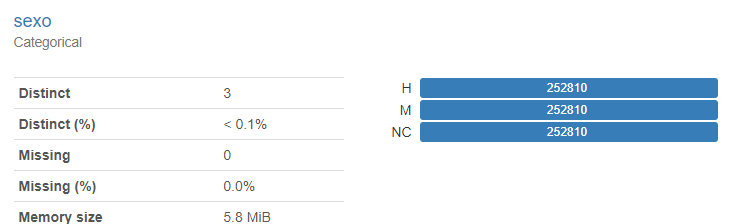 sexo
Categorical
Distinct 3
Distinct (%) < 0.1%
Missing 0
Missing (%) 0.0%
Memory size 5.8 MiB
H 252810
M 252810
NC 252810